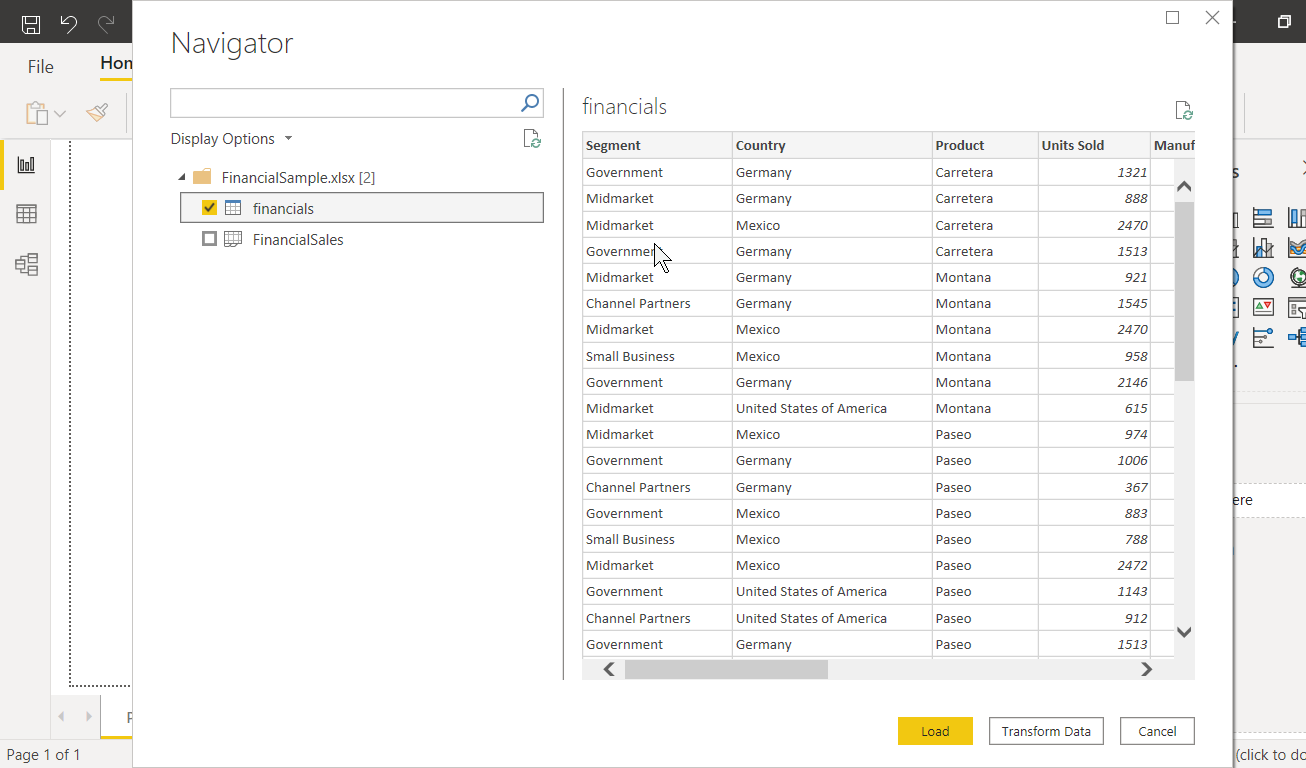 Navigator
File
Hon
Display Options
FinancialSample.xlsx [2]
financials
FinancialSales
financials
Segment Country Product Units Sold Manuf
Government Germany Carretera 1321
Midmarket Germany Carretera 888
Midmarket Mexico Carretera 2470
Government Germany Carretera 1513
Midmarket Germany Montana 921
Channel Partners Germany Montana 1545
Midmarket Mexico Montana 2470
Small Business Mexico Montana 958
Government Germany Montana 2146
Midmarket United States of America Montana 615
Midmarket Mexico Paseo 974
Government Germany Paseo 1006
Channel Partners Germany Paseo 367
Government Mexico Paseo 883
Small Business Mexico Paseo 788
Midmarket Mexico Paseo 2472
Government United States of America Paseo 1143
Channel Partners United States of America Paseo 912
Government Germany Paseo 1513
Load Transform Data Cancel
s
ere
Page 1 of 1
(click to do